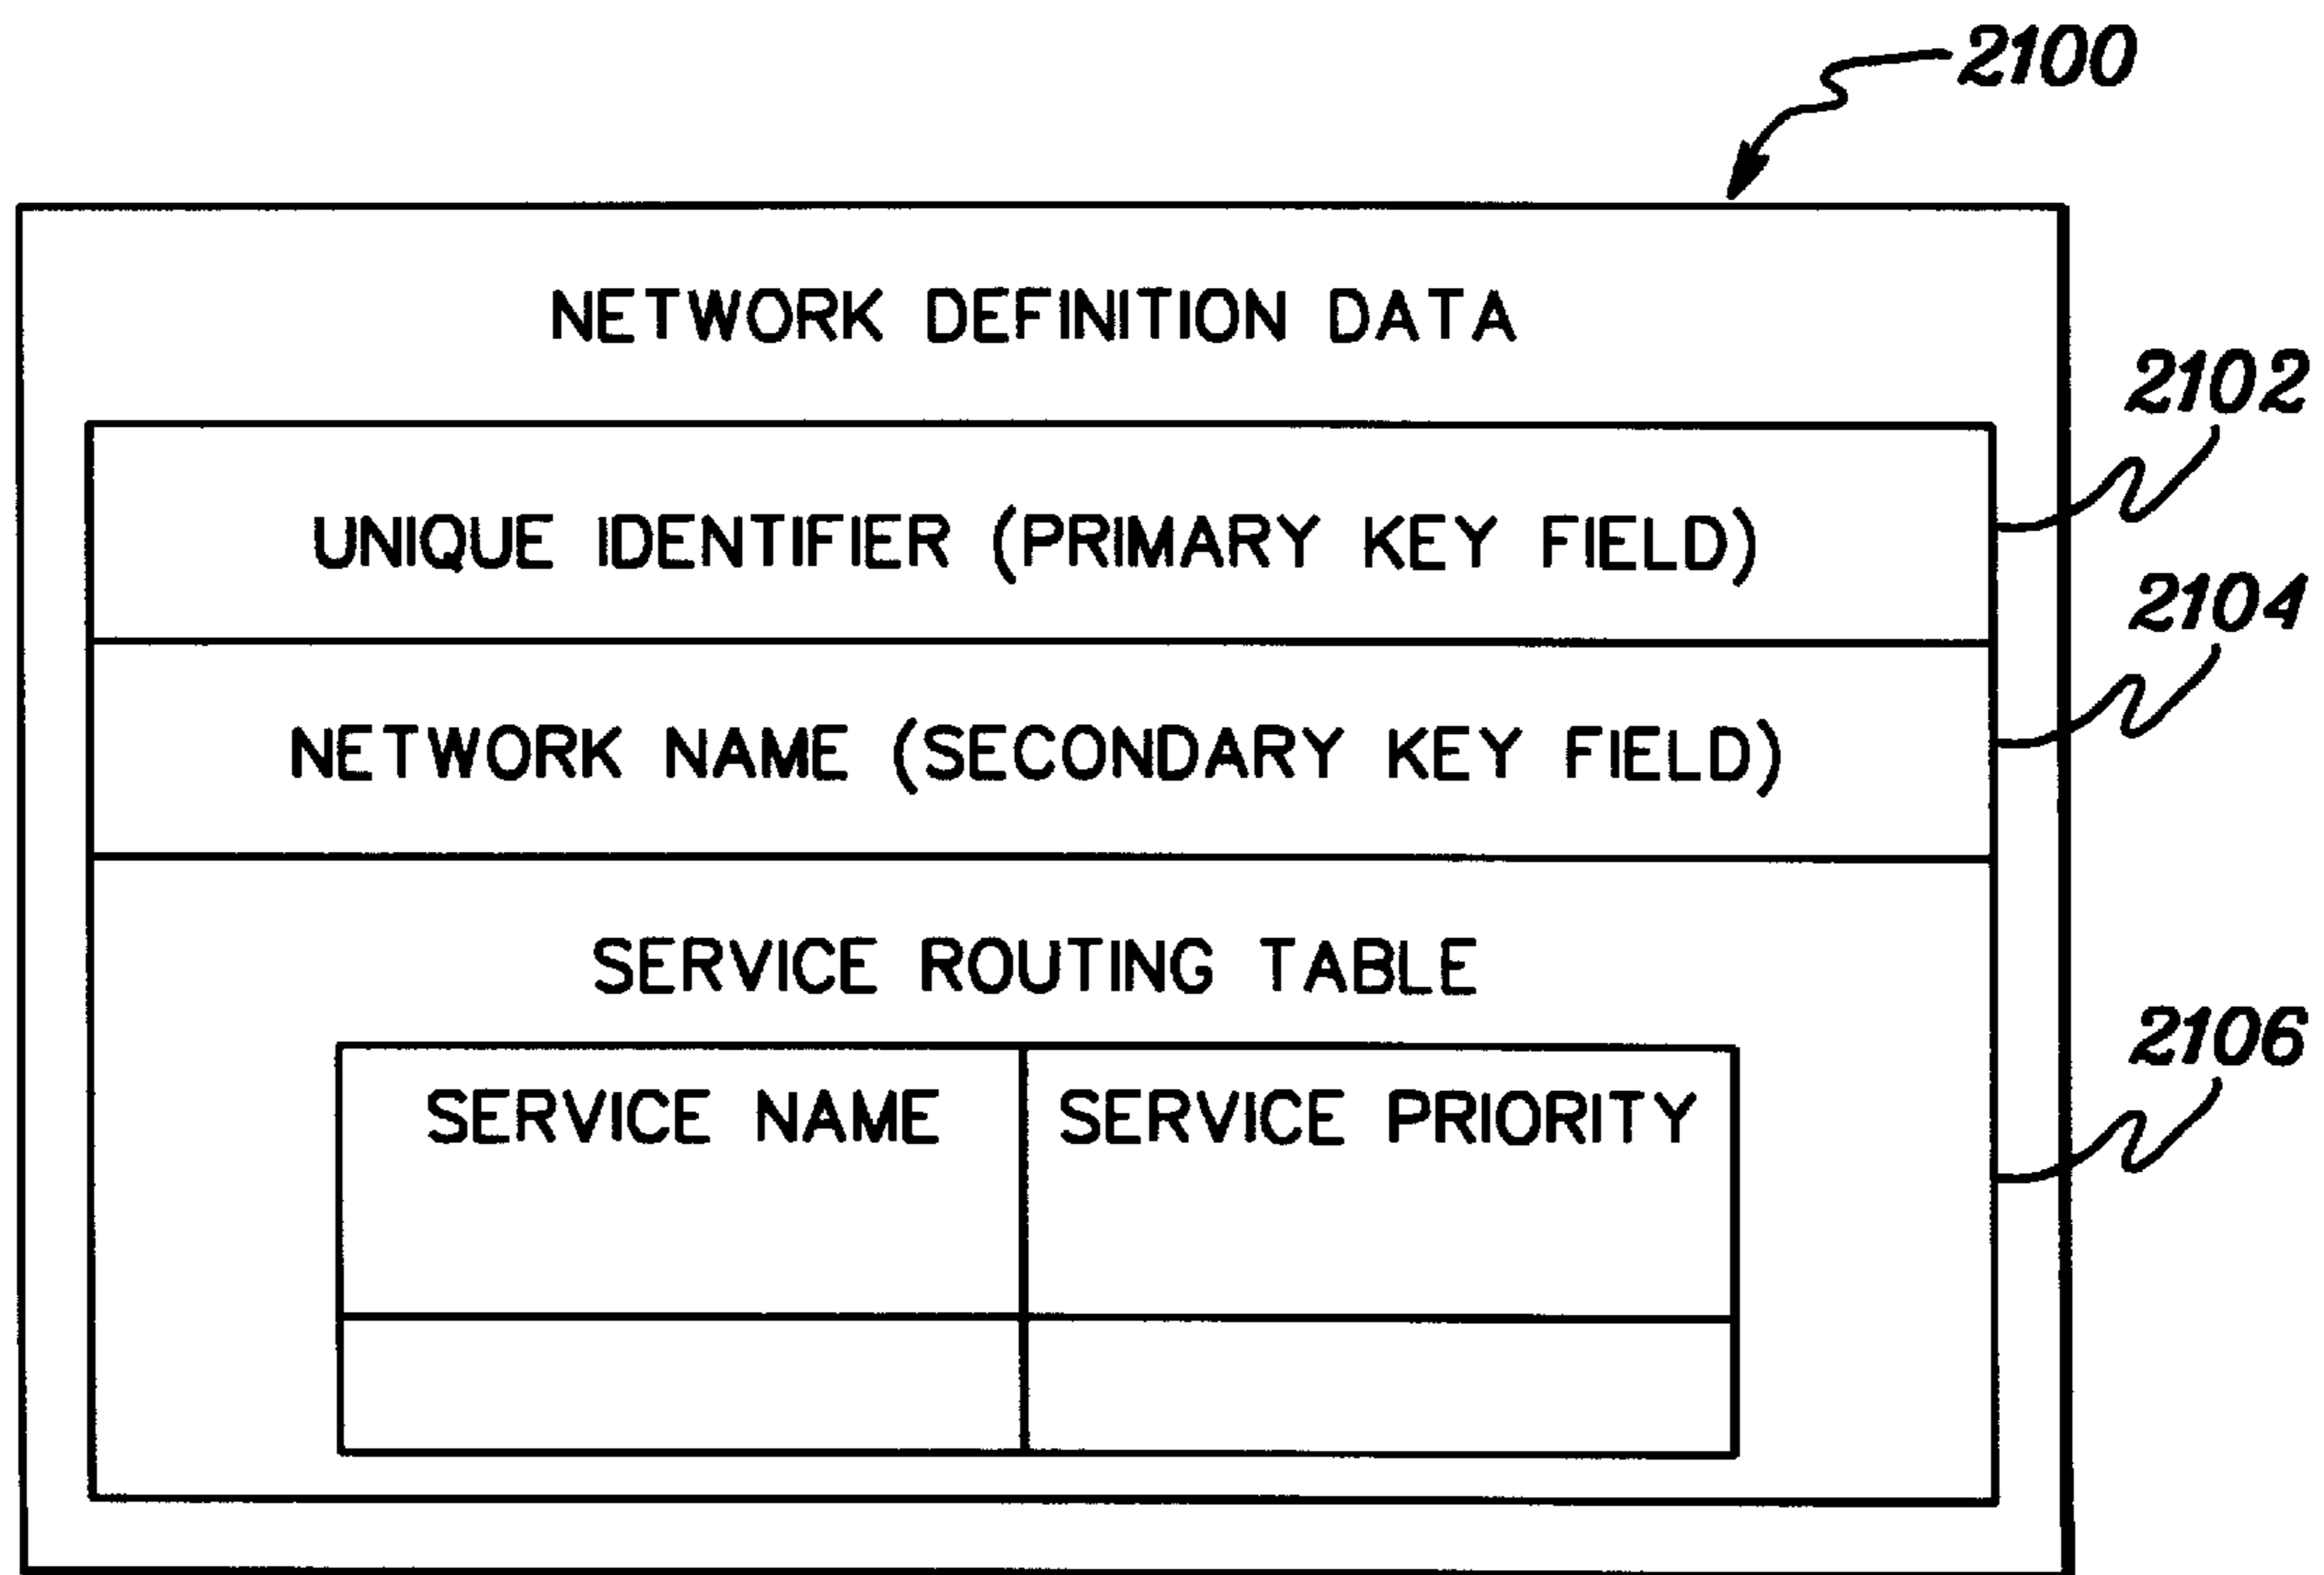 2100
NETWORK DEFINITION DATA
2102
UNIQUE IDENTIFIER (PRIMARY KEY FIELD)
2104
NETWORK NAME (SECONDARY KEY FIELD)
SERVICE ROUTING TABLE
2106
SERVICE NAME SERVICE PRIORITY